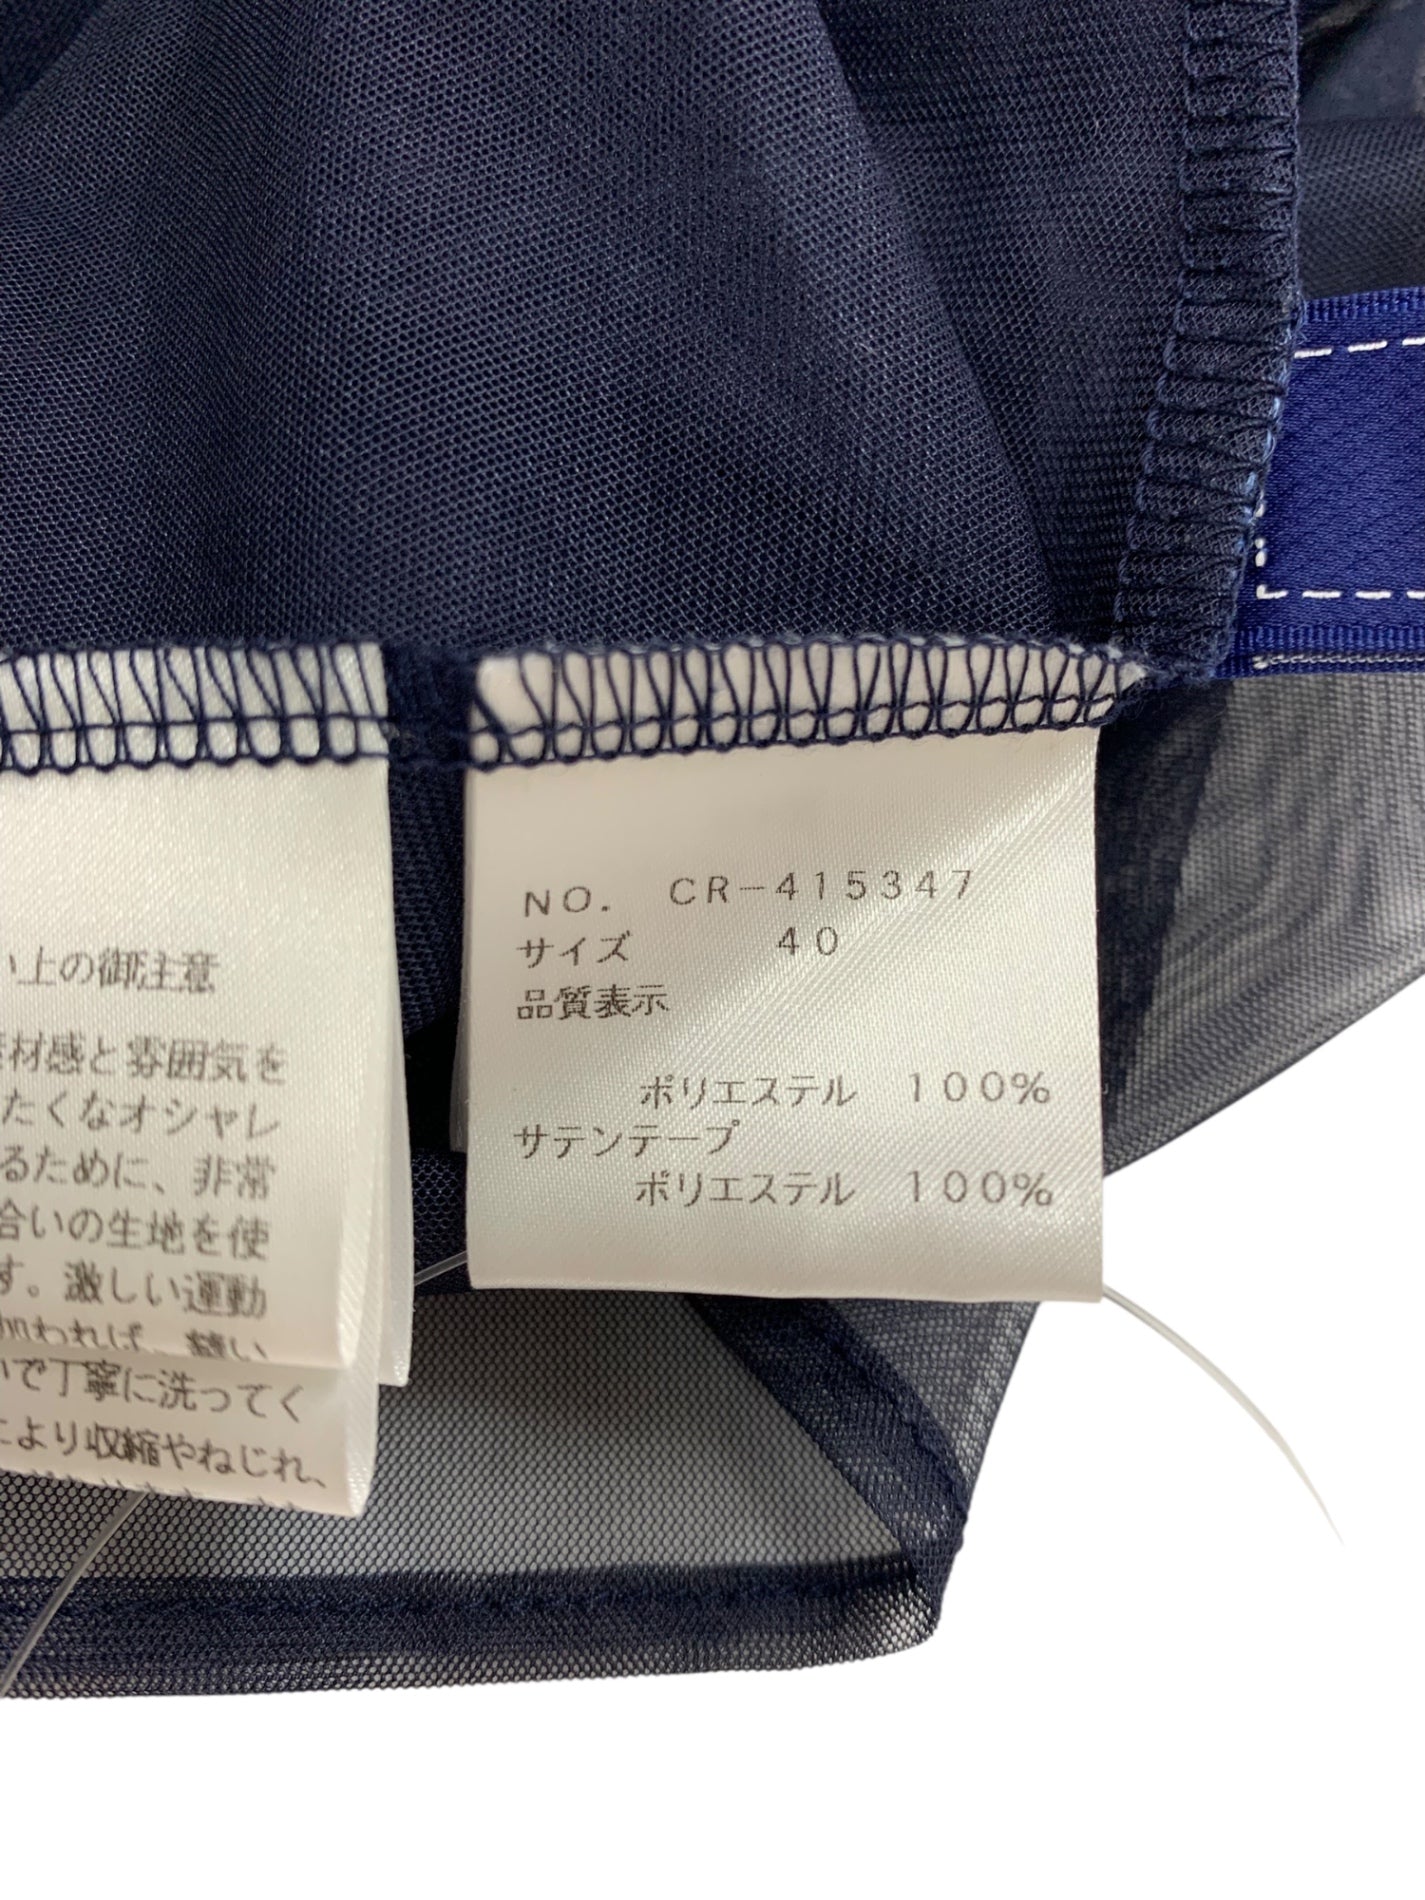 い上の御注意
素材感と雰囲気を
たくなオシャレ
るために、非常
合いの生地を使
す。激しい運動
いで丁寧に洗ってく
により収縮やねじれ、
NO. CR-415347
サイズ 40
品質表示
ポリエステル 100%
サテンテープ
ポリエステル 100%